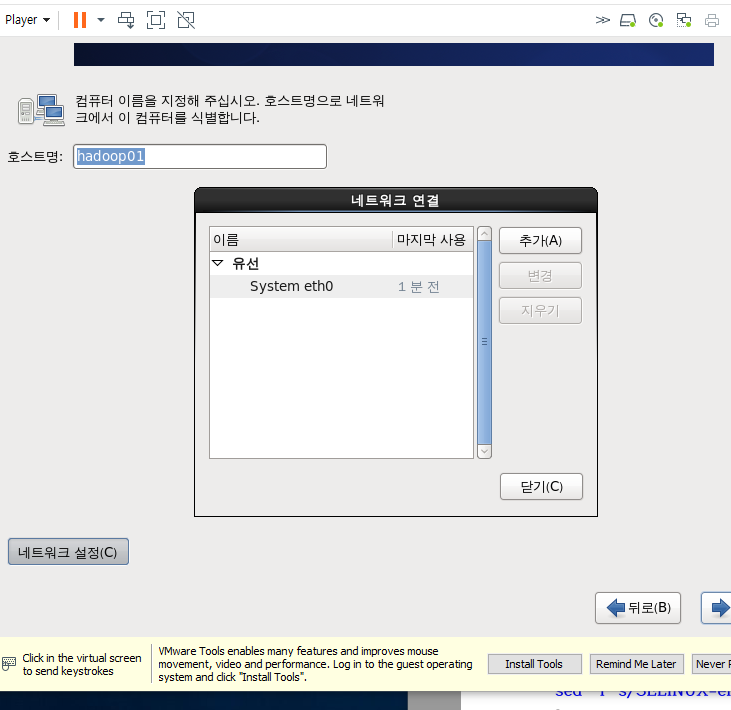 Player
컴퓨터 이름을 지정해 주십시오. 호스트명으로 네트워
크에서 이 컴퓨터를 식별합니다.
호스트명: hadoop01
네트워크 연결
이름 마지막 사용
유선
System eth0 1 분 전
추가(A)
변경
지우기
닫기(C)
네트워크 설정(C)
뒤로(B)
Click in the virtual screen
to send keystrokes
VMware Tools enables many features and improves mouse
movement, video and performance. Log in to the guest operating
system and click "Install Tools".
Install Tools
Remind Me Later
Never